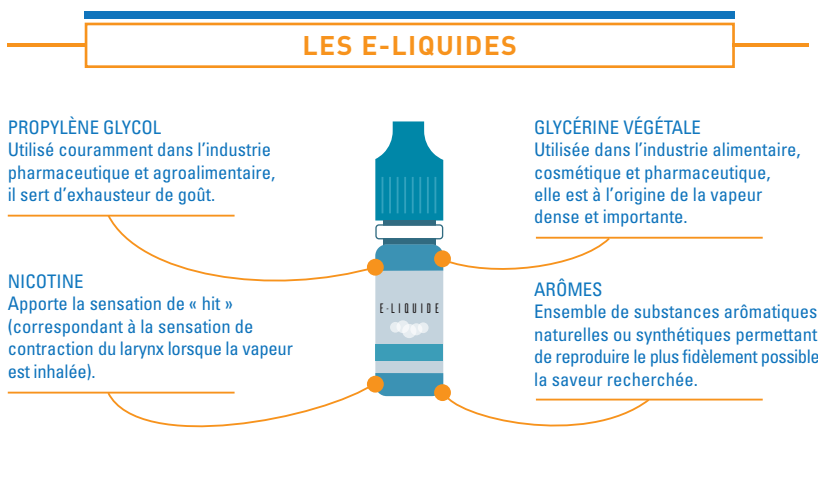 LES E-LIQUIDES
PROPYLÈNE GLYCOL
Utilisé couramment dans l'industrie
pharmaceutique et agroalimentaire,
il sert d'exhausteur de goût.
GLYCÉRINE VÉGÉTALE
Utilisée dans l'industrie alimentaire,
cosmétique et pharmaceutique,
elle est à l'origine de la vapeur
dense et importante.
NICOTINE
Apporte la sensation de « hit »
(correspondant à la sensation de
contraction du larynx lorsque la vapeur
est inhalée).
E-LIQUIDE
ARÔMES
Ensemble de substances arômatiques
naturelles ou synthétiques permettant
de reproduire le plus fidèlement possible
la saveur recherchée.